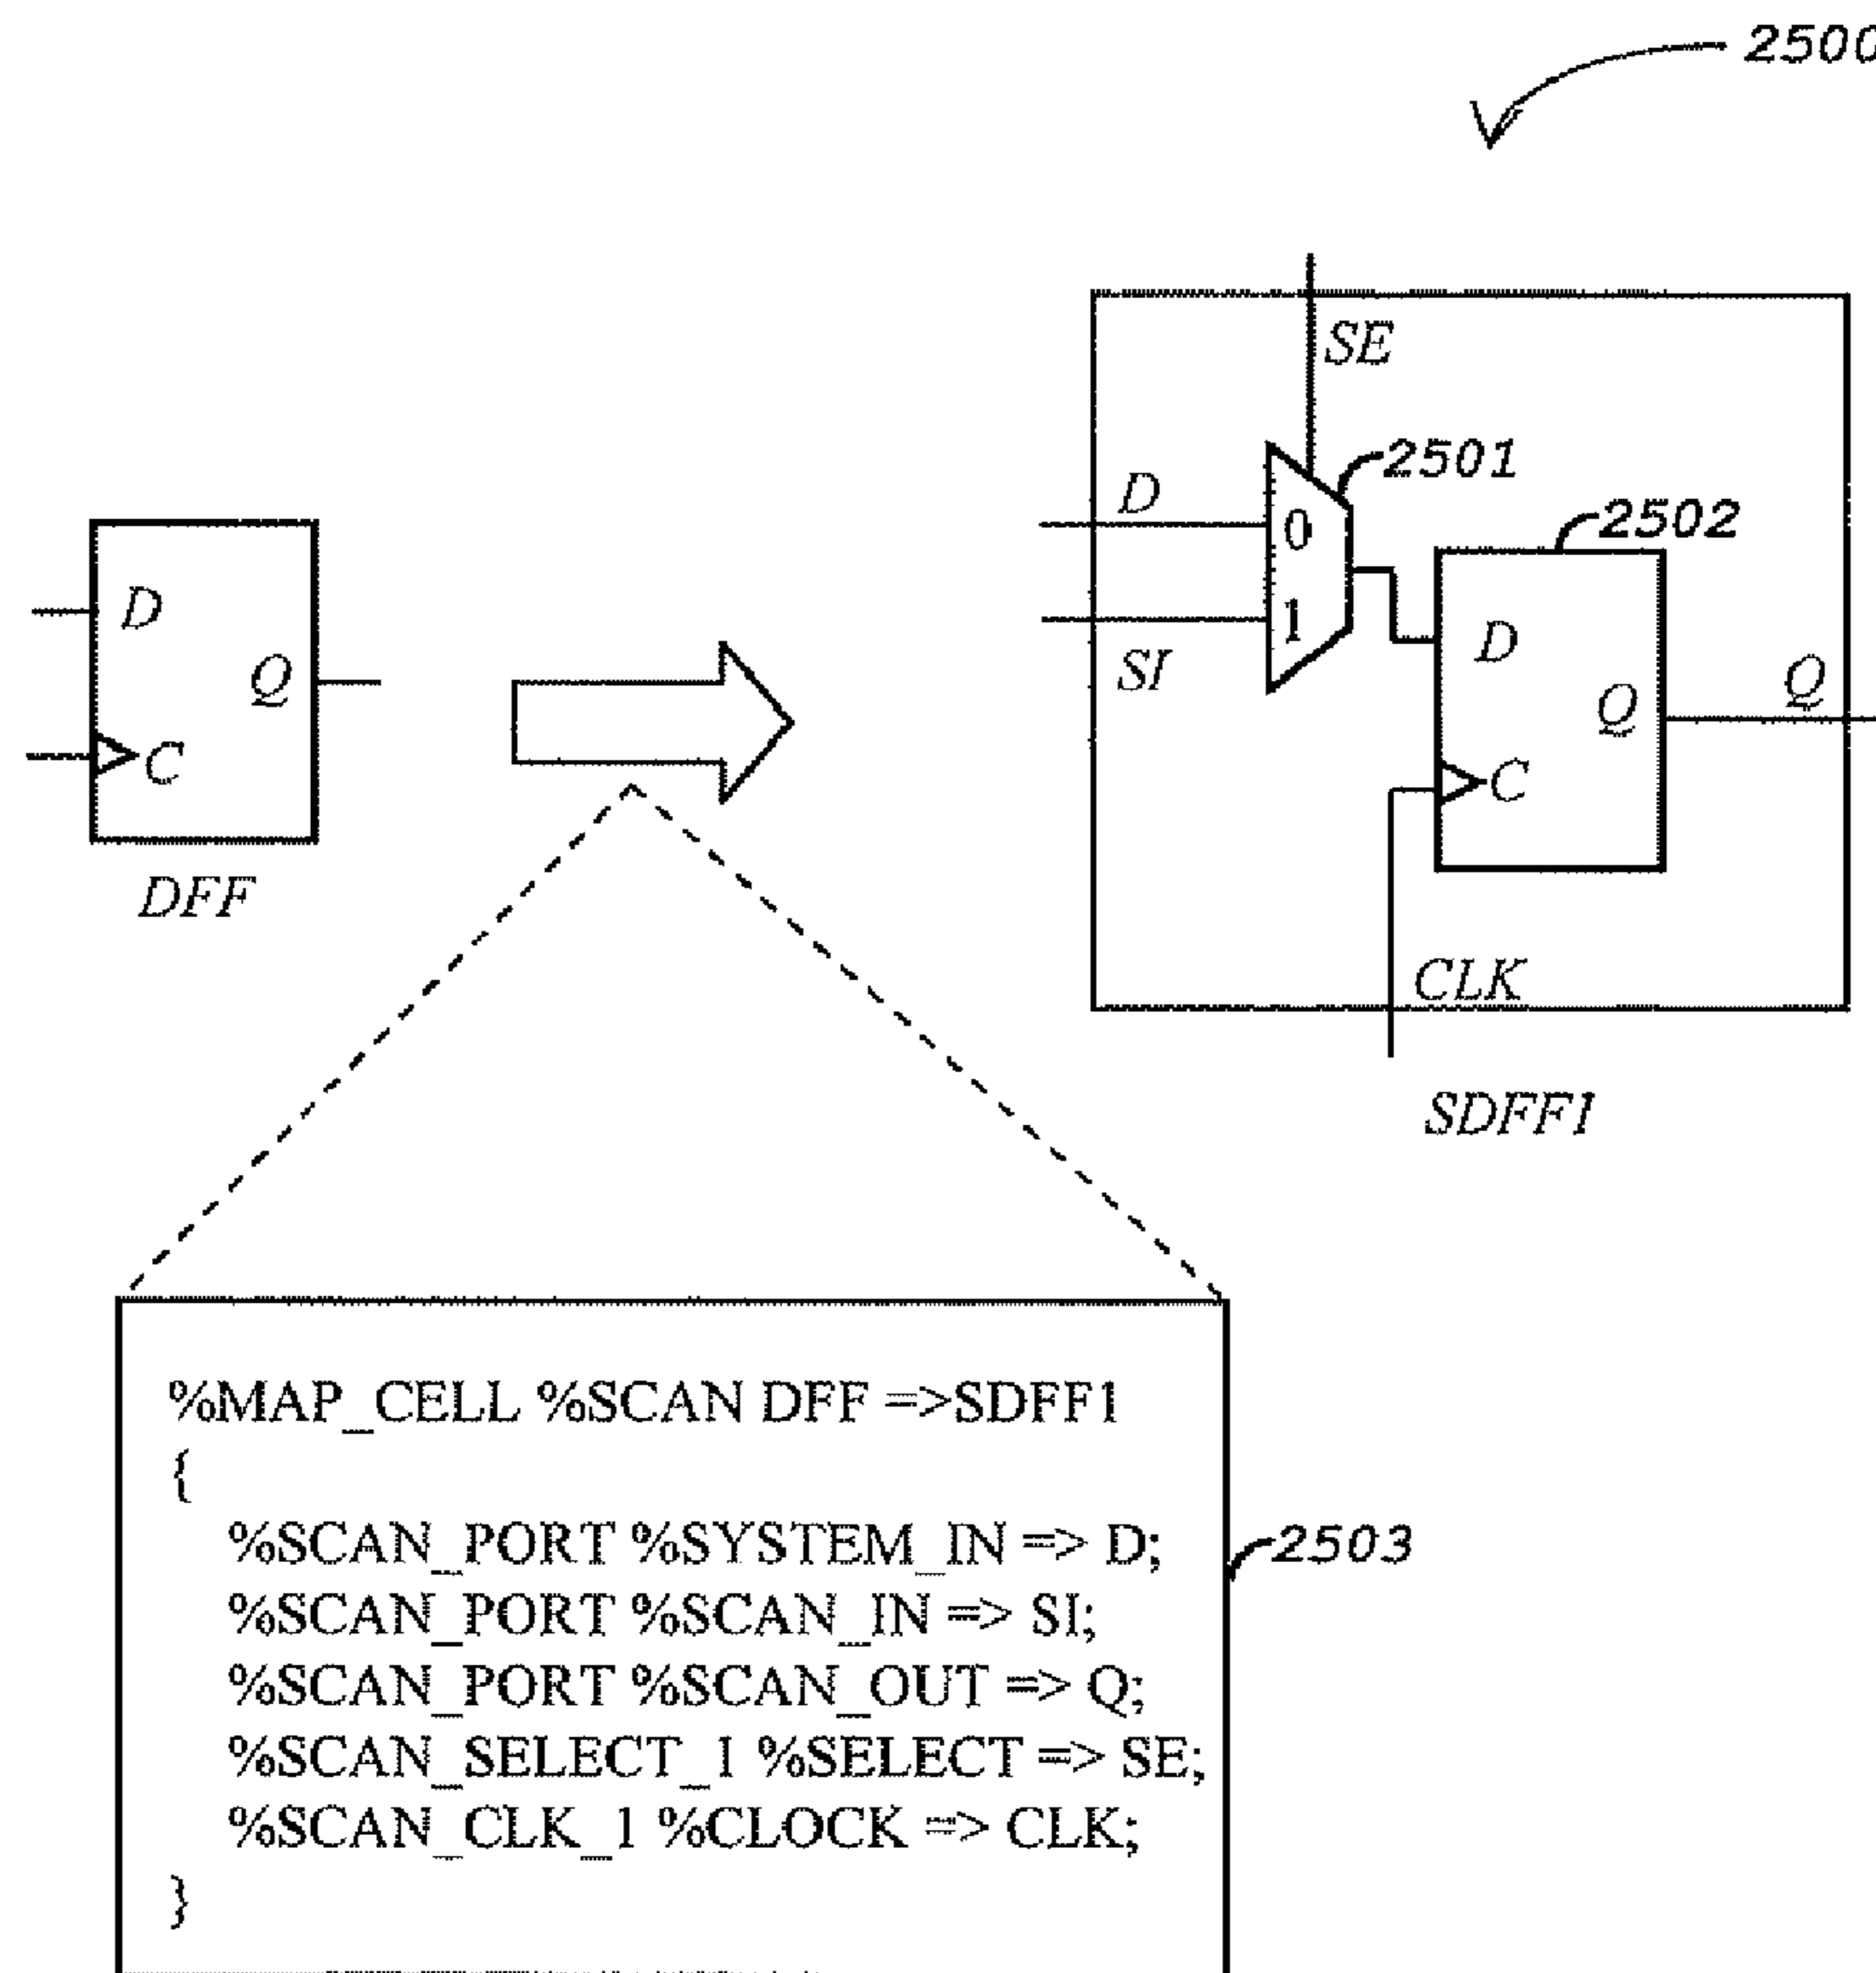 2500
SE
2501
D
0
2502
D
1
D
Q
SI
Q
Q
C
C
DFF
CLK
SDFF1
%MAP_CELL %SCAN DFF =>SDFF1
{
%SCAN_PORT %SYSTEM_IN => D;
2503
%SCAN_PORT %SCAN_IN => SI;
%SCAN_PORT %SCAN_OUT => Q;
%SCAN_SELECT_1 %SELECT => SE;
%SCAN_CLK_1 %CLOCK => CLK;
}